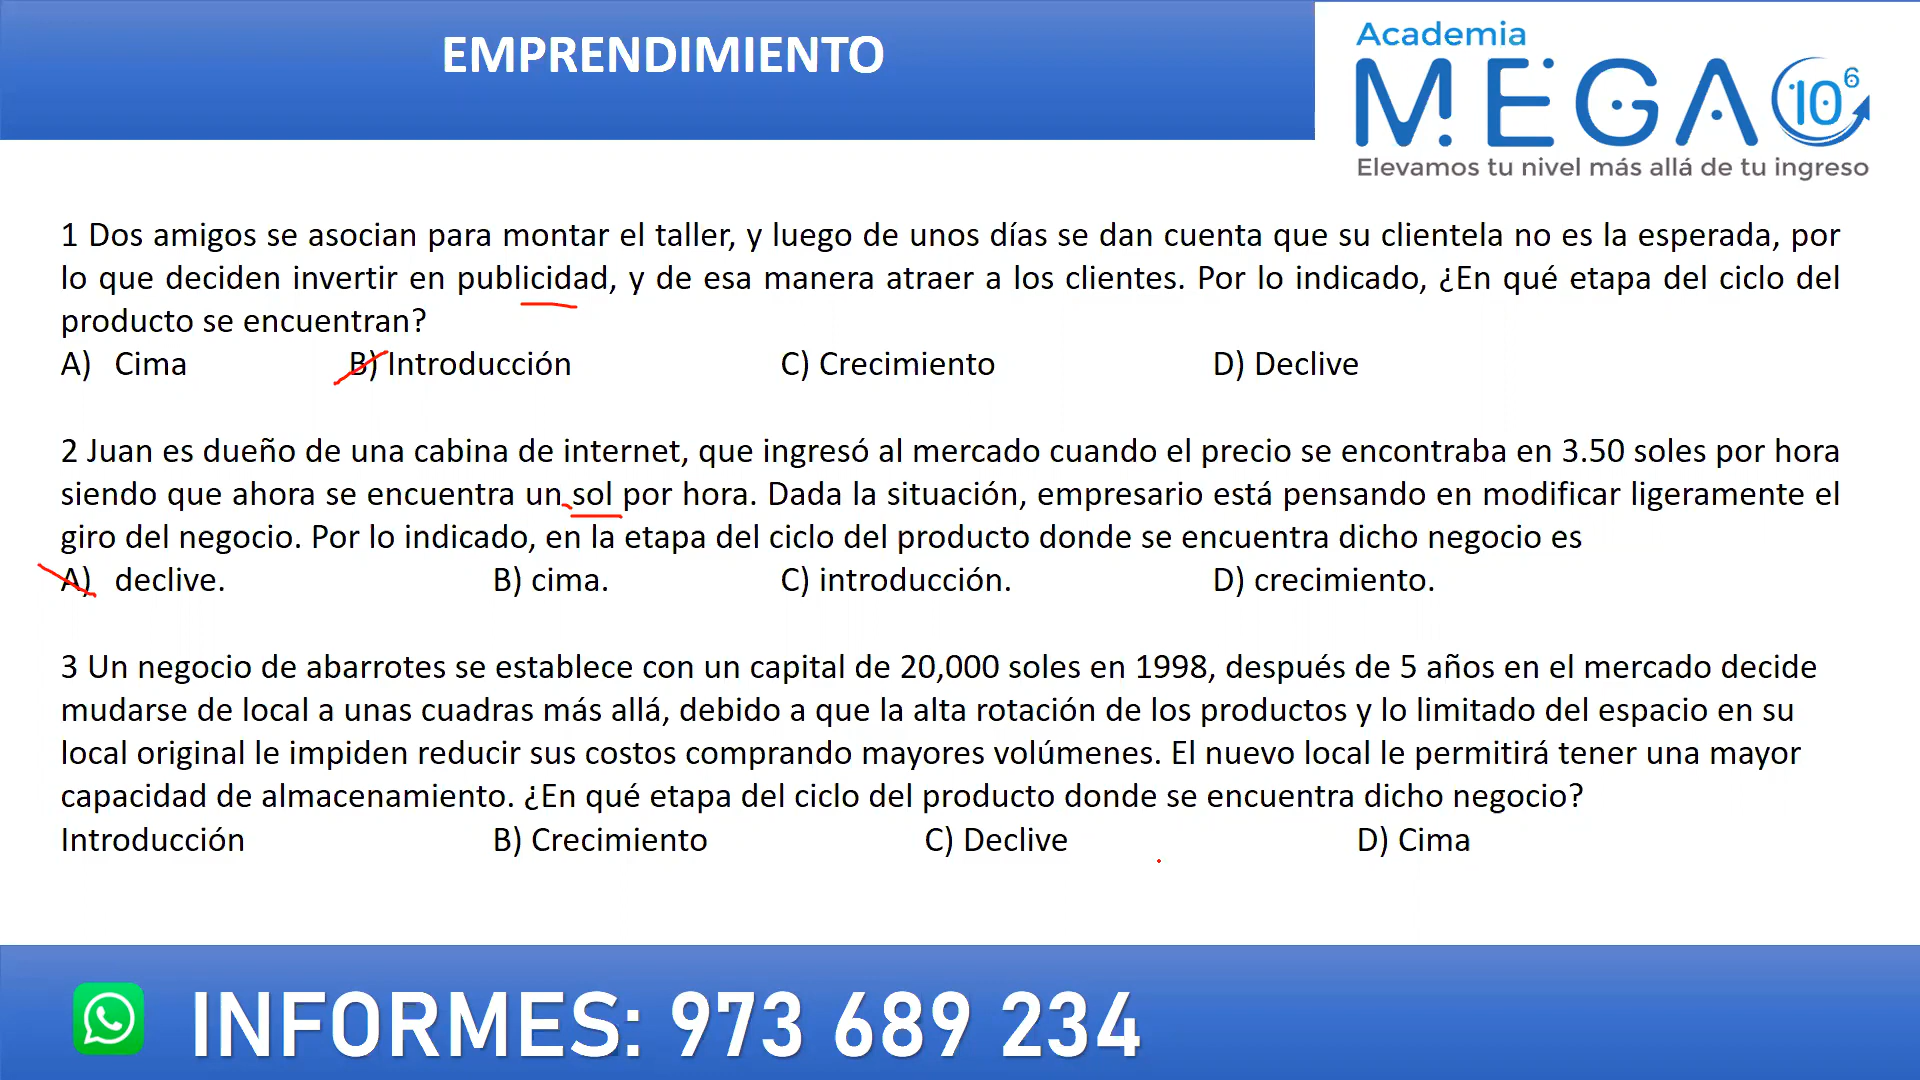 EMPRENDIMIENTO
Academia
MEGA 10⁶
Elevamos tu nivel más allá de tu ingreso
1 Dos amigos se asocian para montar el taller, y luego de unos días se dan cuenta que su clientela no es la esperada, por
lo que deciden invertir en publicidad, y de esa manera atraer a los clientes. Por lo indicado, ¿En qué etapa del ciclo del
producto se encuentran?
A) Cima B) Introducción C) Crecimiento D) Declive
2 Juan es dueño de una cabina de internet, que ingresó al mercado cuando el precio se encontraba en 3.50 soles por hora
siendo que ahora se encuentra un sol por hora. Dada la situación, empresario está pensando en modificar ligeramente el
giro del negocio. Por lo indicado, en la etapa del ciclo del producto donde se encuentra dicho negocio es
A) declive. B) cima. C) introducción. D) crecimiento.
3 Un negocio de abarrotes se establece con un capital de 20,000 soles en 1998, después de 5 años en el mercado decide
mudarse de local a unas cuadras más allá, debido a que la alta rotación de los productos y lo limitado del espacio en su
local original le impiden reducir sus costos comprando mayores volúmenes. El nuevo local le permitirá tener una mayor
capacidad de almacenamiento. ¿En qué etapa del ciclo del producto donde se encuentra dicho negocio?
Introducción B) Crecimiento C) Declive D) Cima
INFORMES: 973 689 234